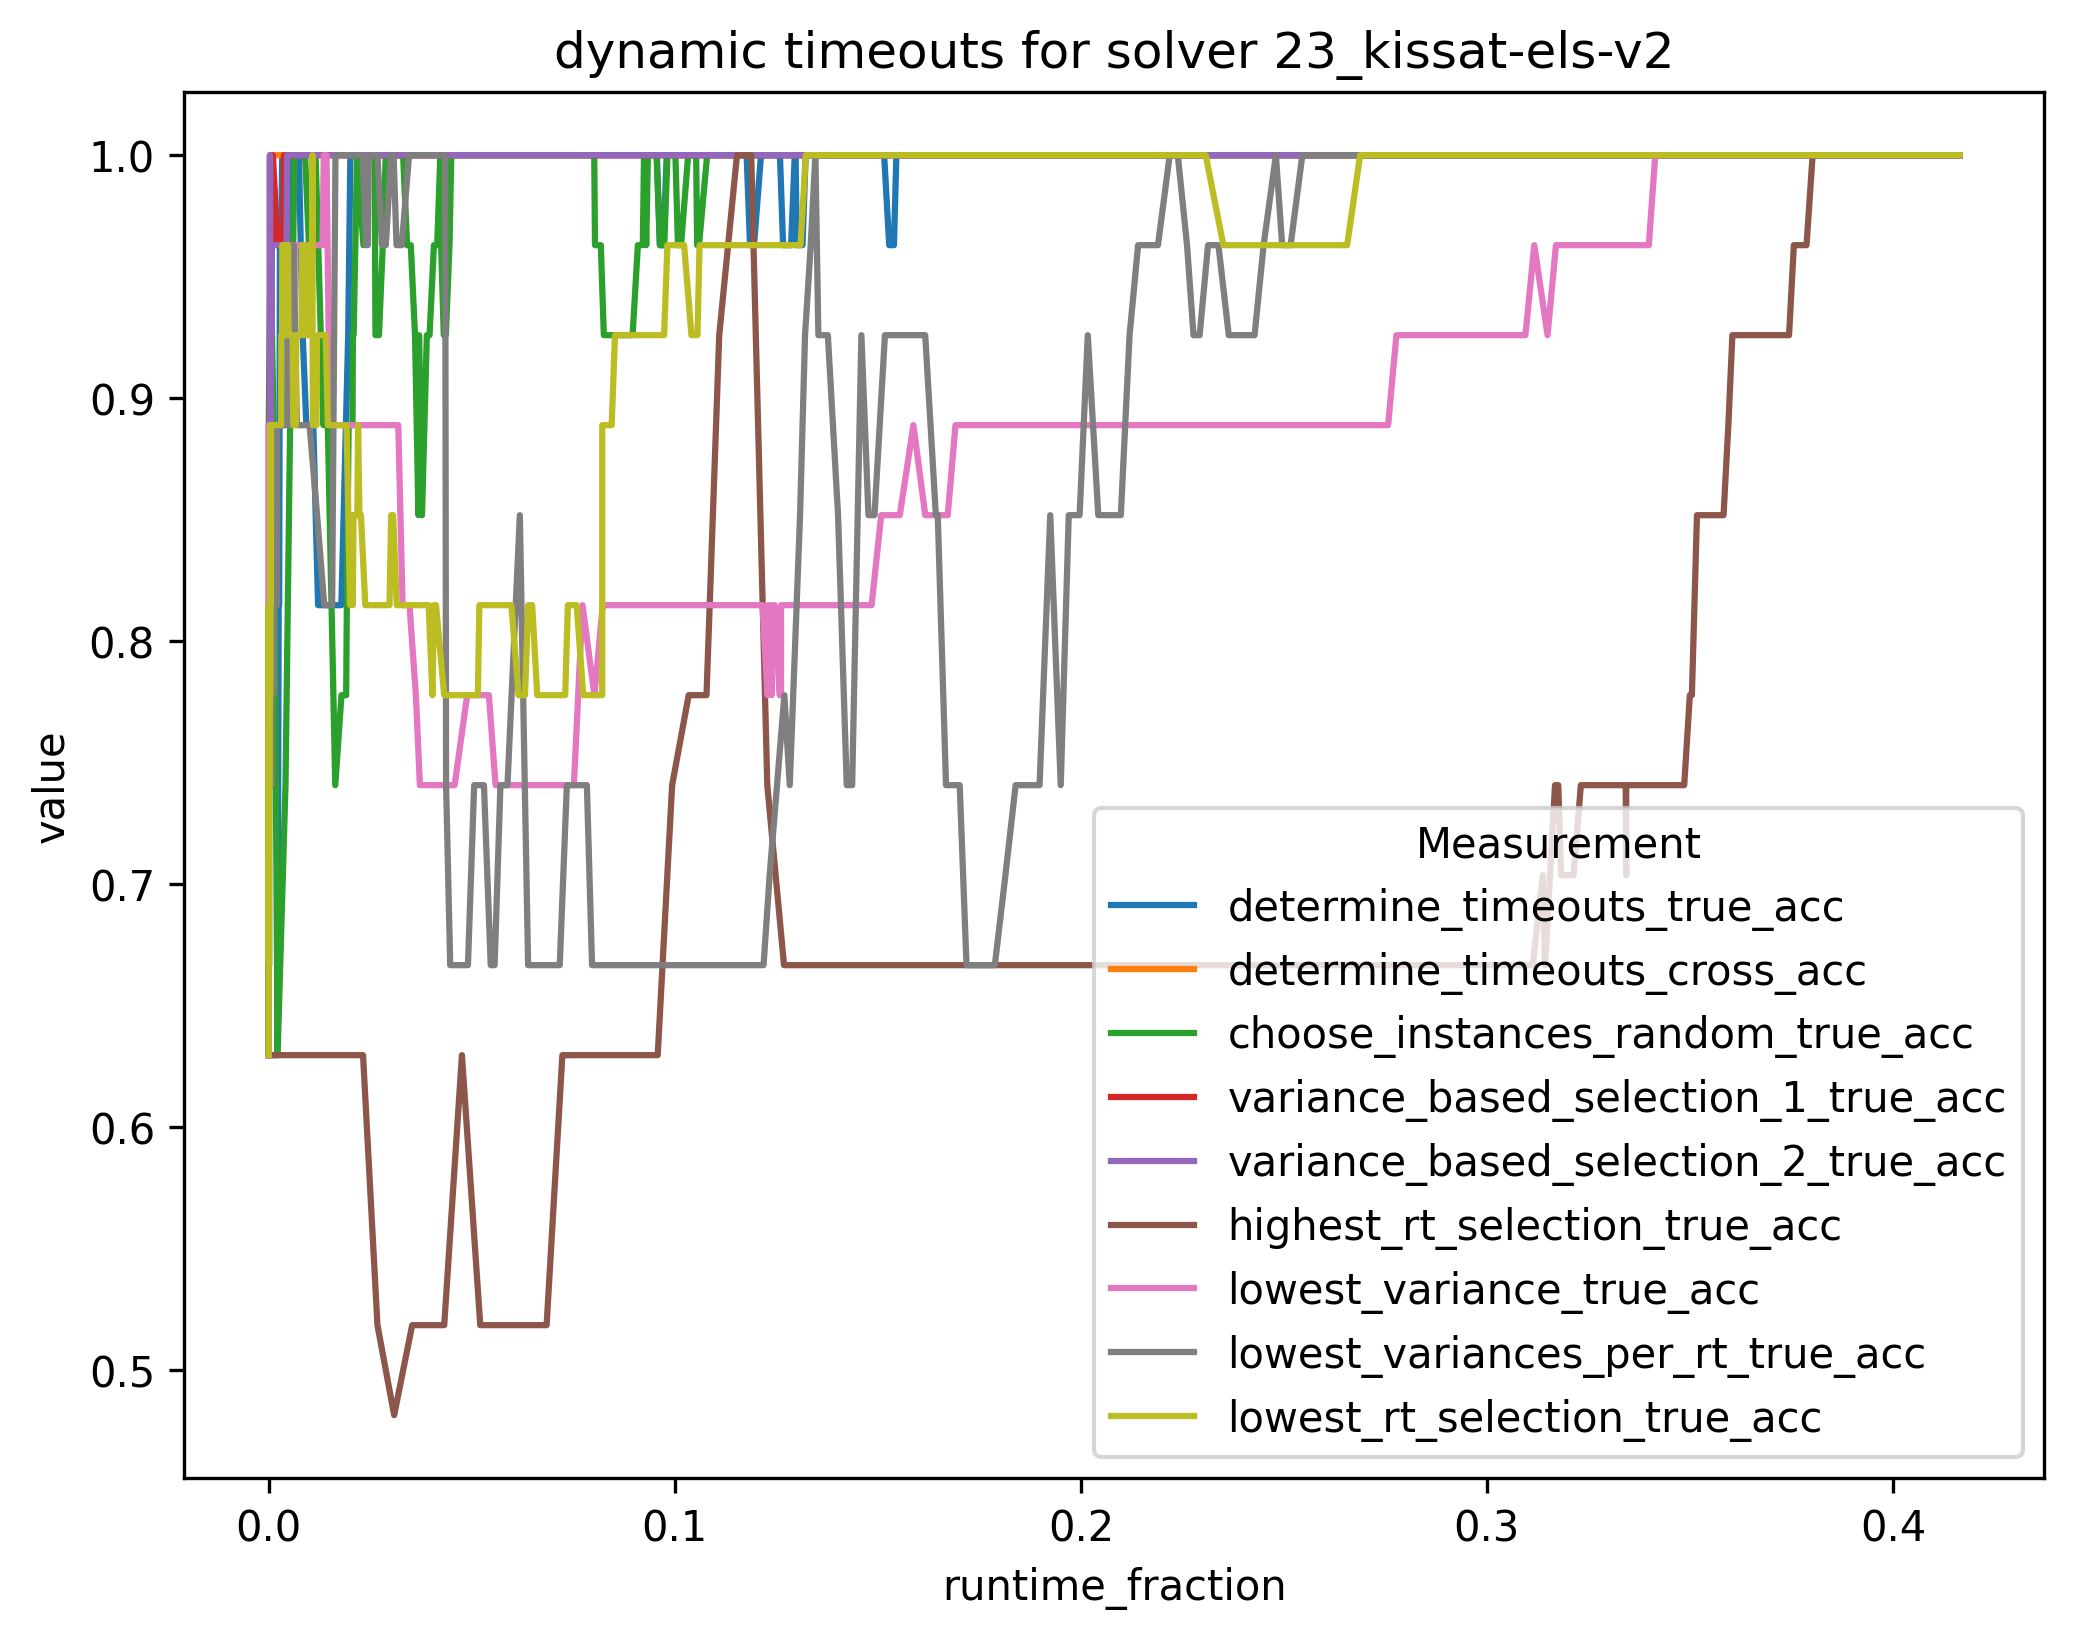 dynamic timeouts for solver 23_kissat-els-v2
1.0
0.9
0.8
0.7
0.6
0.5
value
Measurement
determine_timeouts_true_acc
determine_timeouts_cross_acc
choose_instances_random_true_acc
variance_based_selection_1_true_acc
variance_based_selection_2_true_acc
highest_rt_selection_true_acc
lowest_variance_true_acc
lowest_variances_per_rt_true_acc
lowest_rt_selection_true_acc
0.0 0.1 0.2 0.3 0.4
runtime_fraction